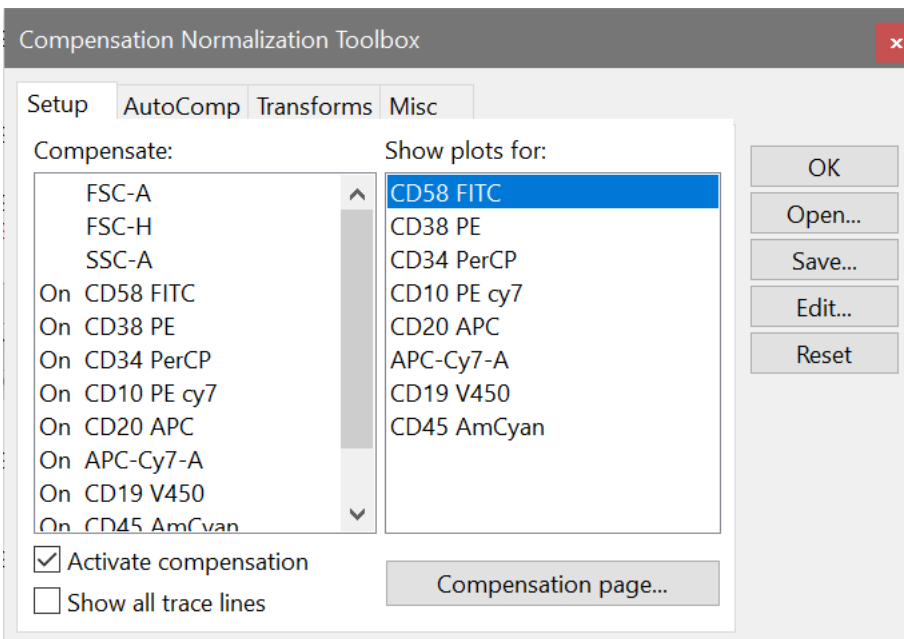 Compensation Normalization Toolbox
x
Setup AutoComp Transforms Misc
Compensate:
FSC-A
FSC-H
SSC-A
On CD58 FITC
On CD38 PE
On CD34 PerCP
On CD10 PE cy7
On CD20 APC
On APC-Cy7-A
On CD19 V450
On CD45 AmCyan
Show plots for:
CD58 FITC
CD38 PE
CD34 PerCP
CD10 PE cy7
CD20 APC
APC-Cy7-A
CD19 V450
CD45 AmCyan
OK
Open...
Save...
Edit...
Reset
Activate compensation
Show all trace lines
Compensation page...